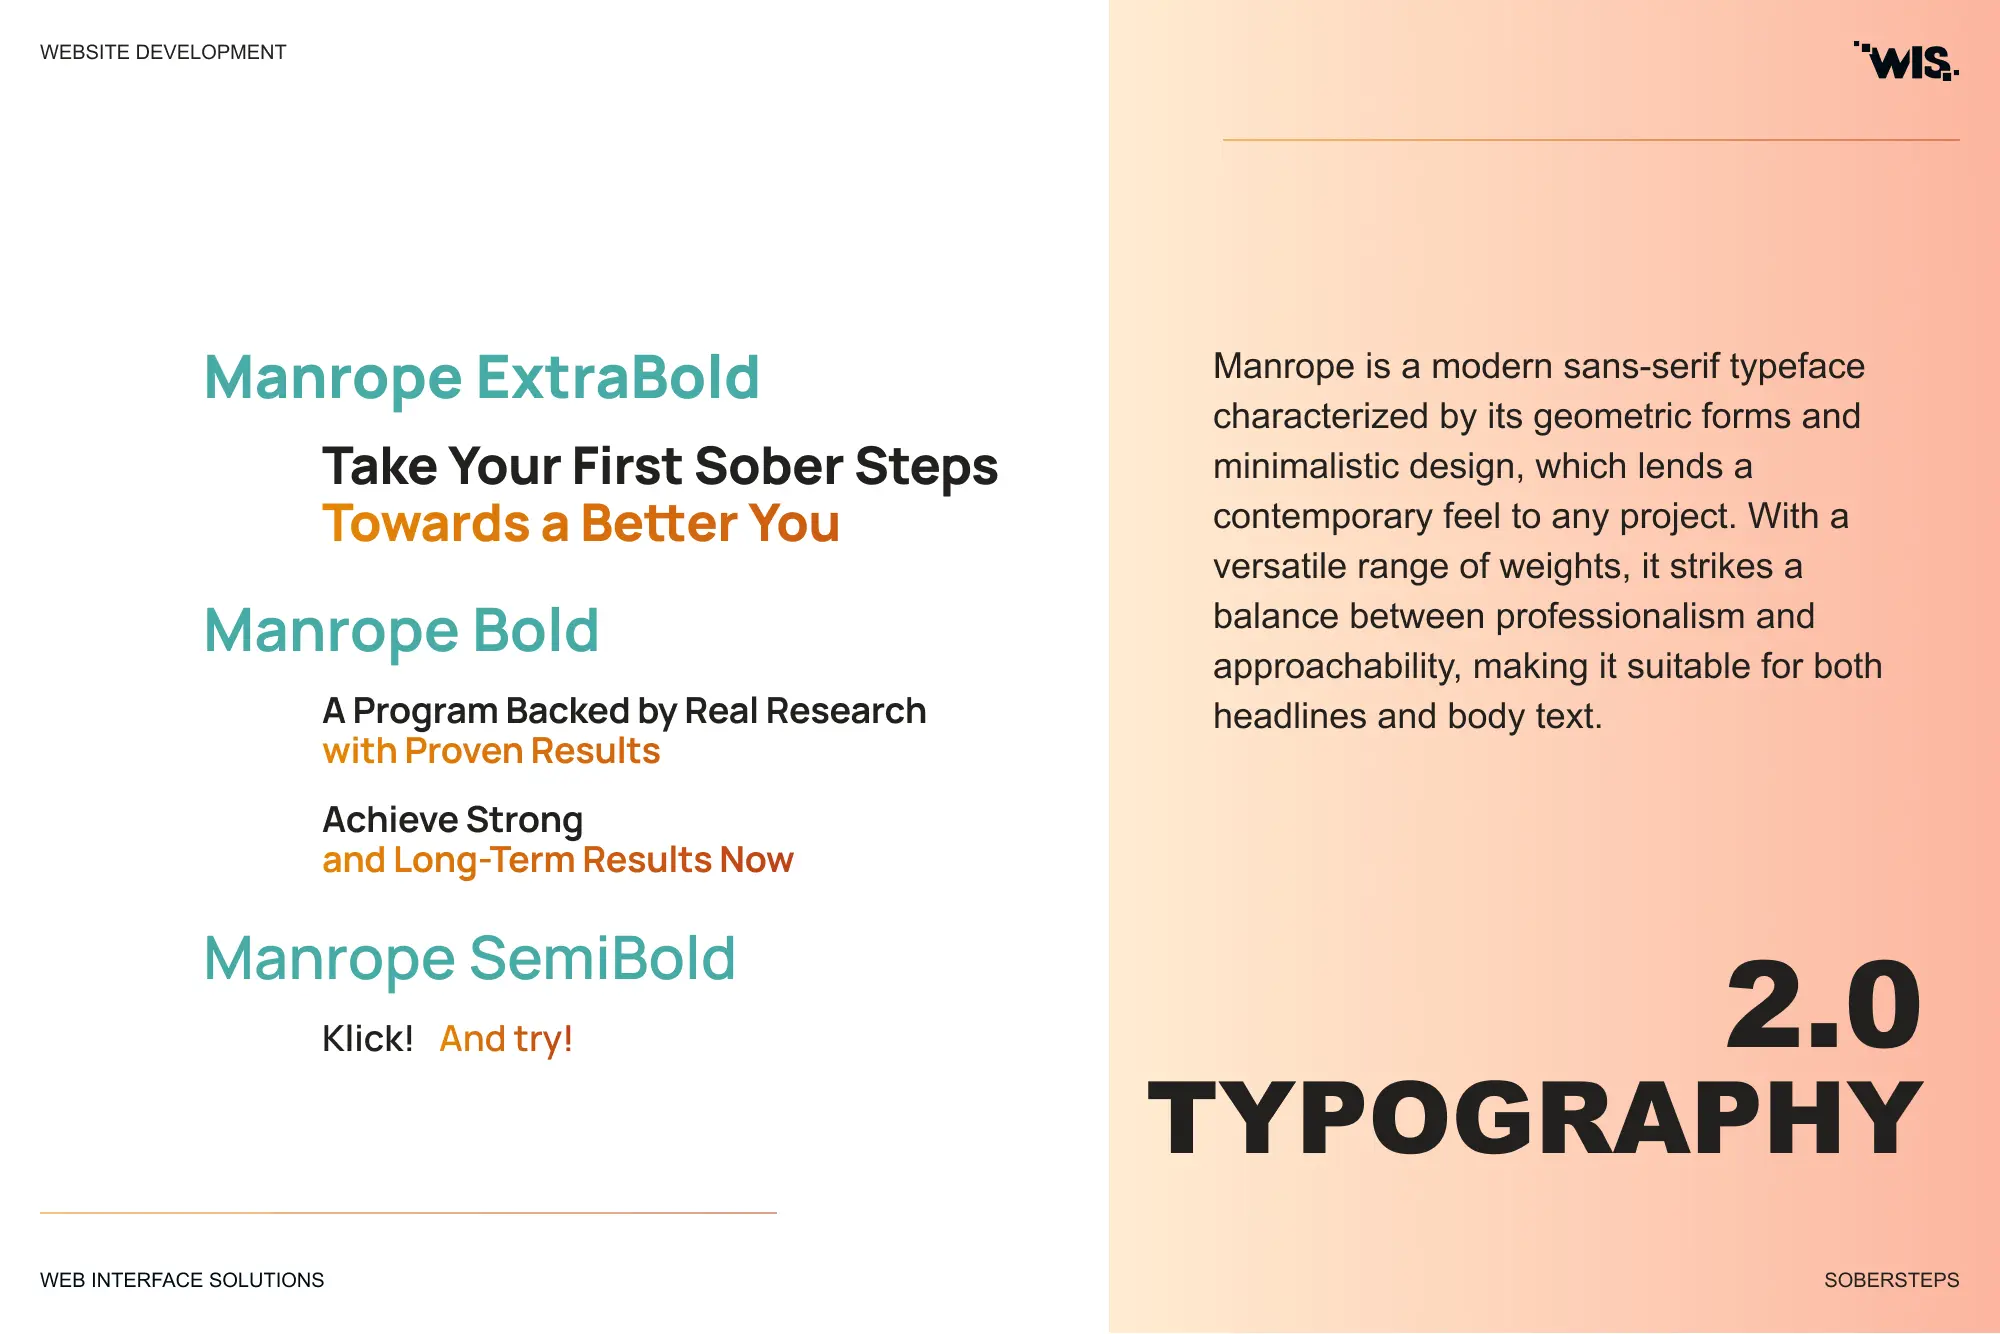 WEBSITE DEVELOPMENT
WIS.
Manrope ExtraBold
Take Your First Sober Steps
Towards a Better You
Manrope Bold
A Program Backed by Real Research
with Proven Results
Achieve Strong
and Long-Term Results Now
Manrope SemiBold
Klick! And try!
Manrope is a modern sans-serif typeface
characterized by its geometric forms and
minimalistic design, which lends a
contemporary feel to any project. With a
versatile range of weights, it strikes a
balance between professionalism and
approachability, making it suitable for both
headlines and body text.
2.0
TYPOGRAPHY
WEB INTERFACE SOLUTIONS
SOBERSTEPS